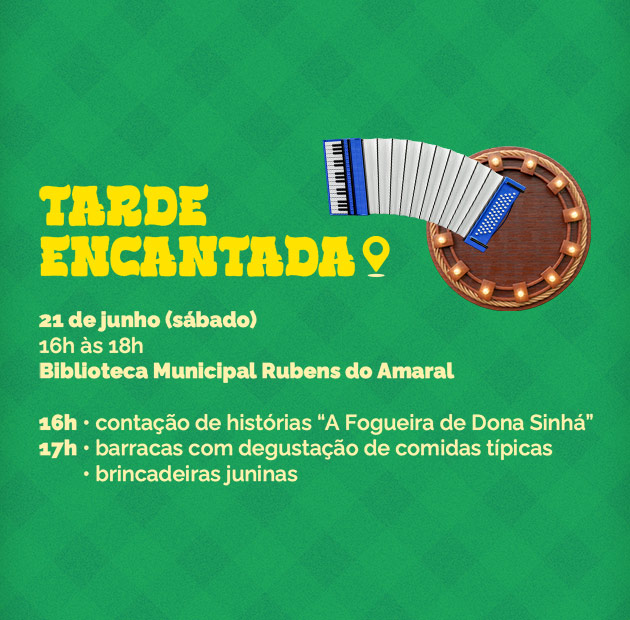 TARDE
ENCANTADA
21 de junho (sábado)
16h às 18h
Biblioteca Municipal Rubens do Amaral
16h • contação de histórias “A Fogueira de Dona Sinhá”
17h • barracas com degustação de comidas típicas
• brincadeiras juninas